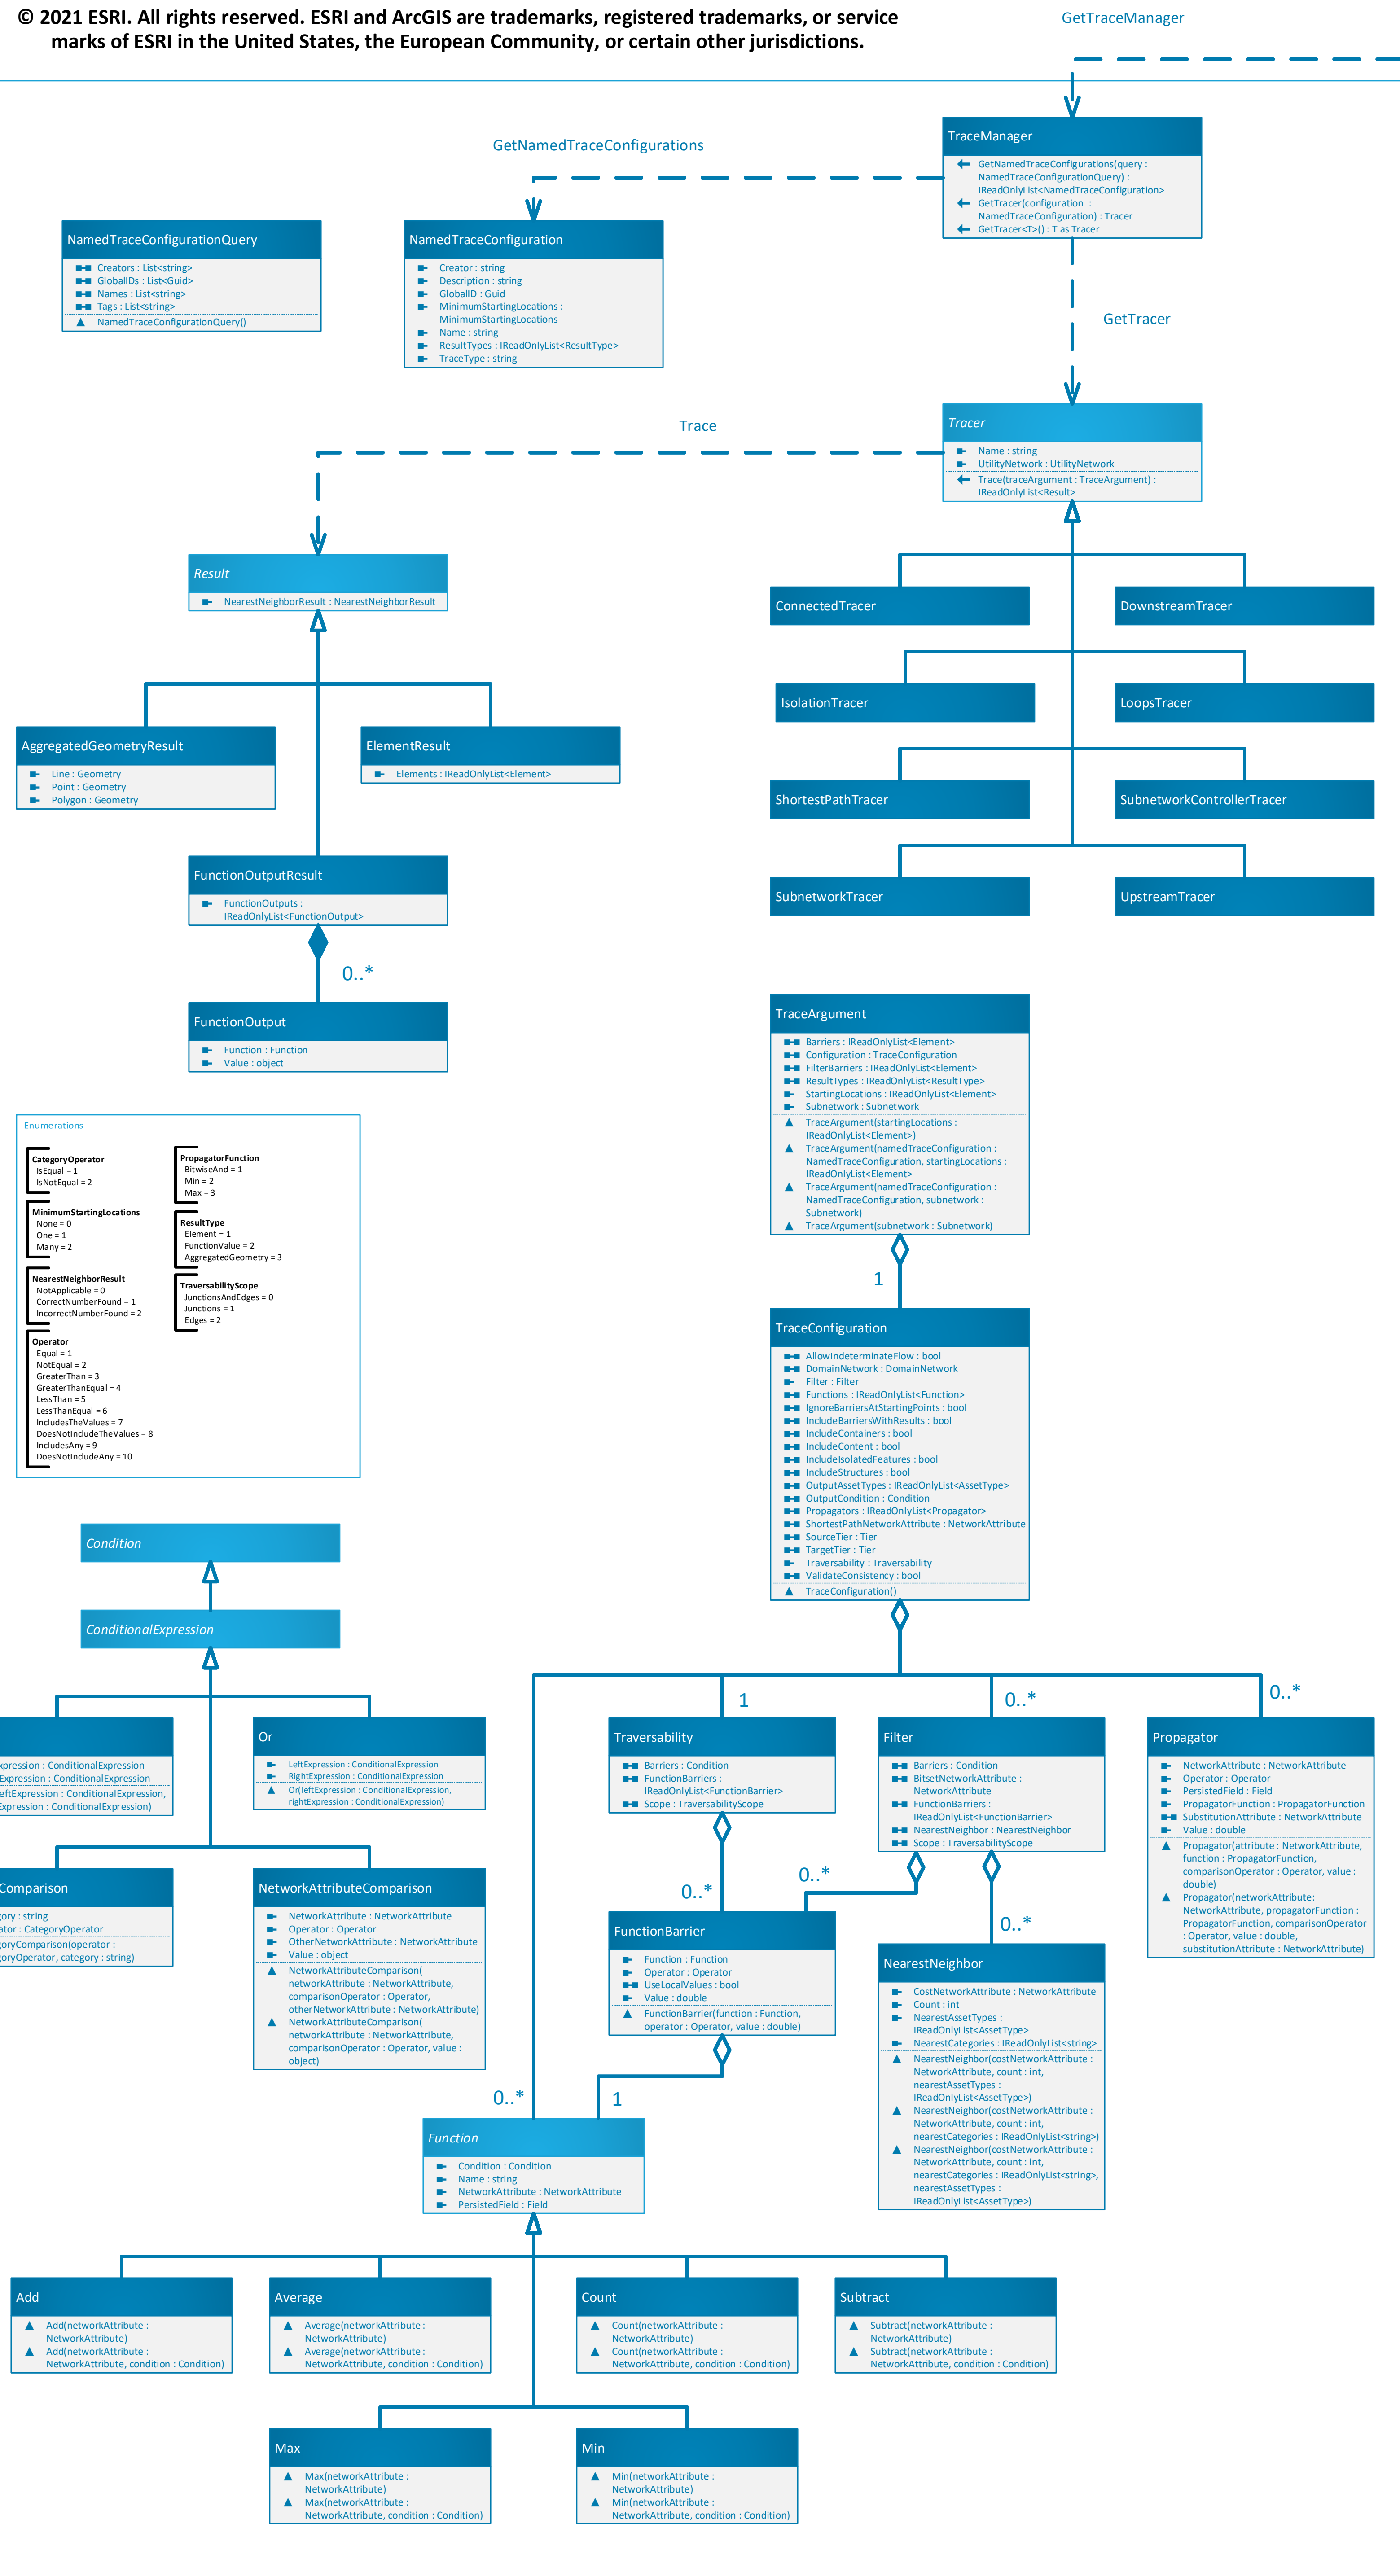 © 2021 ESRI. All rights reserved. ESRI and ArcGIS are trademarks, registered trademarks, or service
marks of ESRI in the United States, the European Community, or certain other jurisdictions.
GetTraceManager
TraceManager
GetNamedTraceConfigurations(query :
NamedTraceConfigurationQuery) :
IReadOnlyList<NamedTraceConfiguration>
GetTracer(configuration :
NamedTraceConfiguration) : Tracer
GetTracer<T>() : T as Tracer
GetNamedTraceConfigurations
NamedTraceConfigurationQuery
Creators : List<string>
GlobalIDs : List<Guid>
Names : List<string>
Tags : List<string>
NamedTraceConfigurationQuery()
NamedTraceConfiguration
Creator : string
Description : string
GlobalID : Guid
MinimumStartingLocations :
MinimumStartingLocations
Name : string
ResultTypes : IReadOnlyList<ResultType>
TraceType : string
GetTracer
Trace
Tracer
Name : string
UtilityNetwork : UtilityNetwork
Trace(traceArgument : TraceArgument) :
IReadOnlyList<Result>
Result
NearestNeighborResult : NearestNeighborResult
ConnectedTracer
DownstreamTracer
IsolationTracer
LoopsTracer
ShortestPathTracer
SubnetworkControllerTracer
SubnetworkTracer
UpstreamTracer
AggregatedGeometryResult
Line : Geometry
Point : Geometry
Polygon : Geometry
ElementResult
Elements : IReadOnlyList<Element>
FunctionOutputResult
FunctionOutputs :
IReadOnlyList<FunctionOutput>
0..*
FunctionOutput
Function : Function
Value : object
TraceArgument
Barriers : IReadOnlyList<Element>
Configuration : TraceConfiguration
FilterBarriers : IReadOnlyList<Element>
ResultTypes : IReadOnlyList<ResultType>
StartingLocations : IReadOnlyList<Element>
Subnetwork : Subnetwork
TraceArgument(startingLocations :
IReadOnlyList<Element>)
TraceArgument(namedTraceConfiguration :
NamedTraceConfiguration, startingLocations :
IReadOnlyList<Element>
TraceArgument(namedTraceConfiguration :
NamedTraceConfiguration, subnetwork :
Subnetwork)
TraceArgument(subnetwork : Subnetwork)
1
Enumerations
CategoryOperator
IsEqual = 1
IsNotEqual = 2
MinimumStartingLocations
None = 0
One = 1
Many = 2
NearestNeighborResult
NotApplicable = 0
CorrectNumberFound = 1
IncorrectNumberFound = 2
Operator
Equal = 1
NotEqual = 2
GreaterThan = 3
GreaterThanEqual = 4
LessThan = 5
LessThanEqual = 6
IncludesTheValues = 7
DoesNotIncludeTheValues = 8
IncludesAny = 9
DoesNotIncludeAny = 10
PropagatorFunction
BitwiseAnd = 1
Min = 2
Max = 3
ResultType
Element = 1
FunctionValue = 2
AggregatedGeometry = 3
TraversabilityScope
JunctionsAndEdges = 0
Junctions = 1
Edges = 2
TraceConfiguration
AllowIndeterminateFlow : bool
DomainNetwork : DomainNetwork
Filter : Filter
Functions : IReadOnlyList<Function>
IgnoreBarriersAtStartingPoints : bool
IncludeBarriersWithResults : bool
IncludeContainers : bool
IncludeContent : bool
IncludeIsolatedFeatures : bool
IncludeStructures : bool
OutputAssetTypes : IReadOnlyList<AssetType>
OutputCondition : Condition
Propagators : IReadOnlyList<Propagator>
ShortestPathNetworkAttribute : NetworkAttribute
SourceTier : Tier
TargetTier : Tier
Traversability : Traversability
ValidateConsistency : bool
TraceConfiguration()
Condition
ConditionalExpression
xpression : ConditionalExpression
Expression : ConditionalExpression
eftExpression : ConditionalExpression,
Expression : ConditionalExpression)
Or
LeftExpression : ConditionalExpression
RightExpression : ConditionalExpression
Or(leftExpression : ConditionalExpression,
rightExpression : ConditionalExpression)
Comparison
gory : string
ator : CategoryOperator
goryComparison(operator :
goryOperator, category : string)
NetworkAttributeComparison
NetworkAttribute : NetworkAttribute
Operator : Operator
OtherNetworkAttribute : NetworkAttribute
Value : object
NetworkAttributeComparison(
networkAttribute : NetworkAttribute,
comparisonOperator : Operator,
otherNetworkAttribute : NetworkAttribute)
NetworkAttributeComparison(
networkAttribute : NetworkAttribute,
comparisonOperator : Operator, value :
object)
1
0..*
0..*
Traversability
Barriers : Condition
FunctionBarriers :
IReadOnlyList<FunctionBarrier>
Scope : TraversabilityScope
Filter
Barriers : Condition
BitsetNetworkAttribute :
NetworkAttribute
FunctionBarriers :
IReadOnlyList<FunctionBarrier>
NearestNeighbor : NearestNeighbor
Scope : TraversabilityScope
Propagator
NetworkAttribute : NetworkAttribute
Operator : Operator
PersistedField : Field
PropagatorFunction : PropagatorFunction
SubstitutionAttribute : NetworkAttribute
Value : double
Propagator(attribute : NetworkAttribute,
function : PropagatorFunction,
comparisonOperator : Operator, value :
double)
Propagator(networkAttribute:
NetworkAttribute, propagatorFunction :
PropagatorFunction, comparisonOperator
: Operator, value : double,
substitutionAttribute : NetworkAttribute)
0..*
0..*
0..*
FunctionBarrier
Function : Function
Operator : Operator
UseLocalValues : bool
Value : double
FunctionBarrier(function : Function,
operator : Operator, value : double)
NearestNeighbor
CostNetworkAttribute : NetworkAttribute
Count : int
NearestAssetTypes :
IReadOnlyList<AssetType>
NearestCategories : IReadOnlyList<string>
NearestNeighbor(costNetworkAttribute :
NetworkAttribute, count : int,
nearestAssetTypes :
IReadOnlyList<AssetType>)
NearestNeighbor(costNetworkAttribute :
NetworkAttribute, count : int,
nearestCategories : IReadOnlyList<string>)
NearestNeighbor(costNetworkAttribute :
NetworkAttribute, count : int,
nearestCategories : IReadOnlyList<string>,
nearestAssetTypes :
IReadOnlyList<AssetType>)
0..*
1
Function
Condition : Condition
Name : string
NetworkAttribute : NetworkAttribute
PersistedField : Field
Add
Add(networkAttribute :
NetworkAttribute)
Add(networkAttribute :
NetworkAttribute, condition : Condition)
Average
Average(networkAttribute :
NetworkAttribute)
Average(networkAttribute :
NetworkAttribute, condition : Condition)
Count
Count(networkAttribute :
NetworkAttribute)
Count(networkAttribute :
NetworkAttribute, condition : Condition)
Subtract
Subtract(networkAttribute :
NetworkAttribute)
Subtract(networkAttribute :
NetworkAttribute, condition : Condition)
Max
Max(networkAttribute :
NetworkAttribute)
Max(networkAttribute :
NetworkAttribute, condition : Condition)
Min
Min(networkAttribute :
NetworkAttribute)
Min(networkAttribute :
NetworkAttribute, condition : Condition)